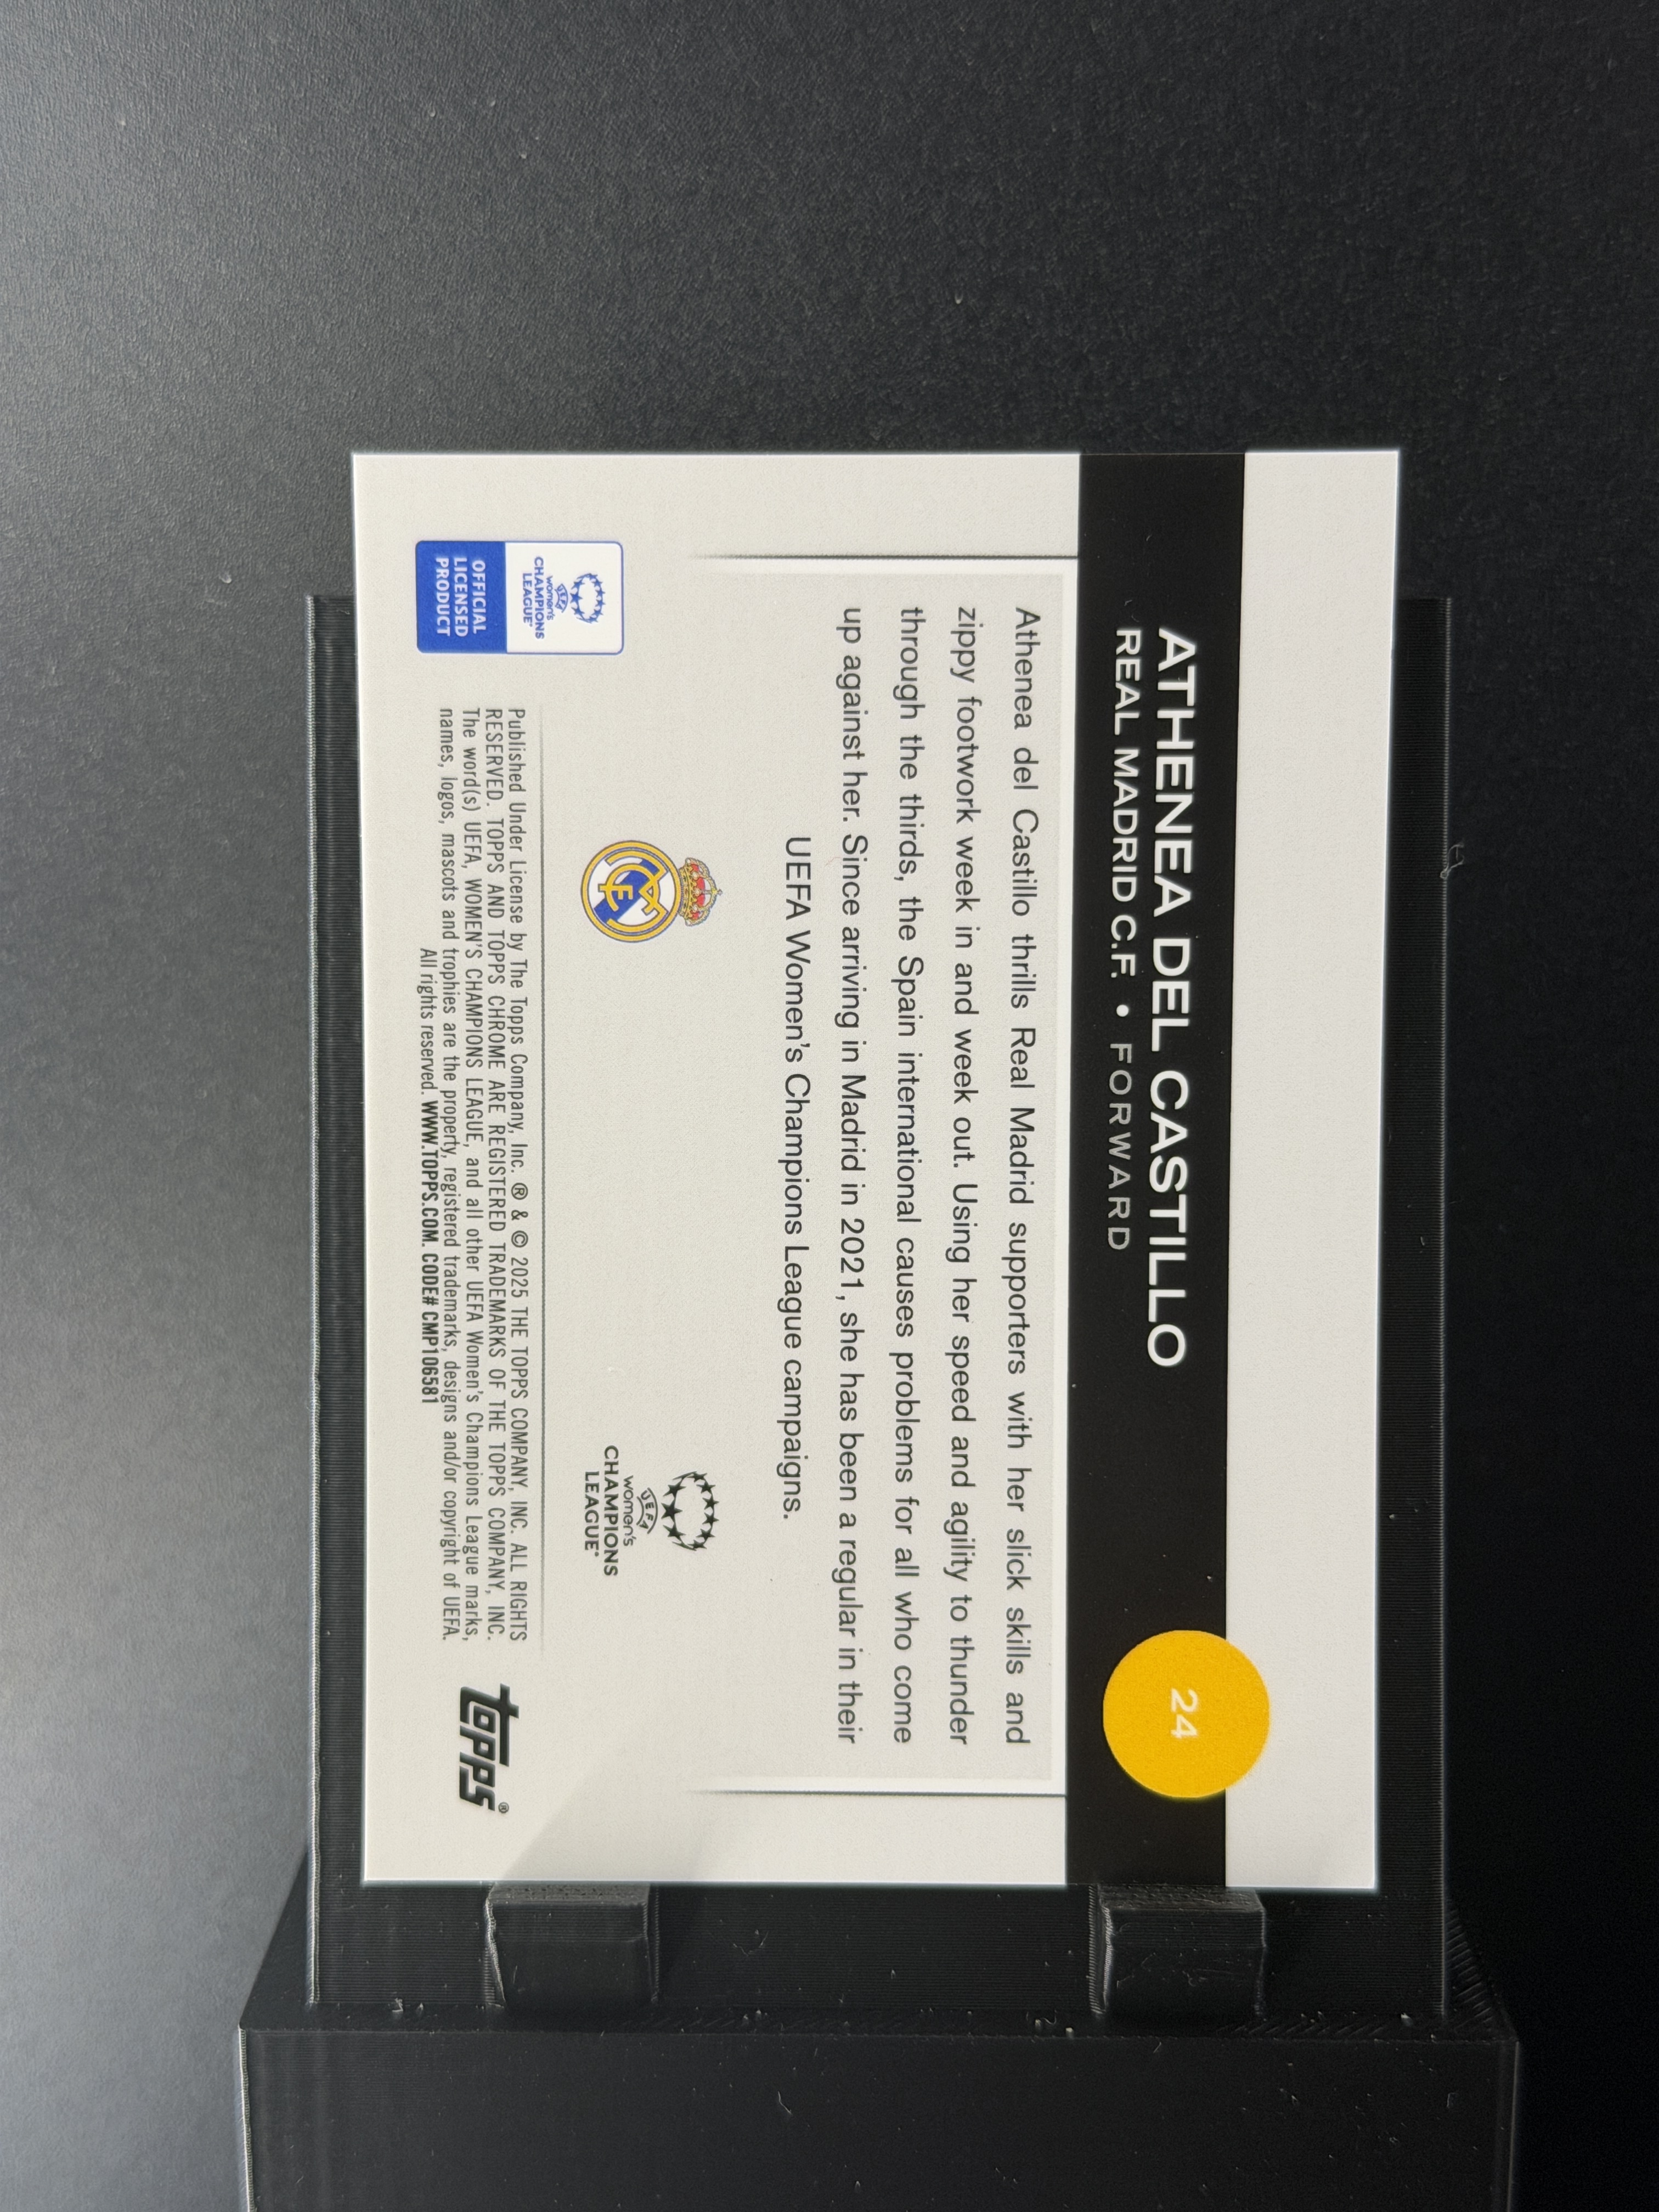 24
ATHENEA DEL CASTILLO
REAL MADRID C.F. • FORWARD
Athenea del Castillo thrills Real Madrid supporters with her slick skills and
zippy footwork week in and week out. Using her speed and agility to thunder
through the thirds, the Spain international causes problems for all who come
up against her. Since arriving in Madrid in 2021, she has been a regular in their
UEFA Women's Champions League campaigns.
UEFA
women's
CHAMPIONS
LEAGUE
UEFA
women's
CHAMPIONS
LEAGUE
OFFICIAL
LICENSED
PRODUCT
Published Under License by The Topps Company, Inc. ® & © 2025 THE TOPPS COMPANY, INC. ALL RIGHTS
RESERVED. TOPPS AND TOPPS CHROME ARE REGISTERED TRADEMARKS OF THE TOPPS COMPANY, INC.
The word(s) UEFA, WOMEN'S CHAMPIONS LEAGUE, and all other UEFA Women's Champions League marks,
names, logos, mascots and trophies are the property, registered trademarks, designs and/or copyright of UEFA.
All rights reserved. WWW.TOPPS.COM. CODE# CMP106581
topps®